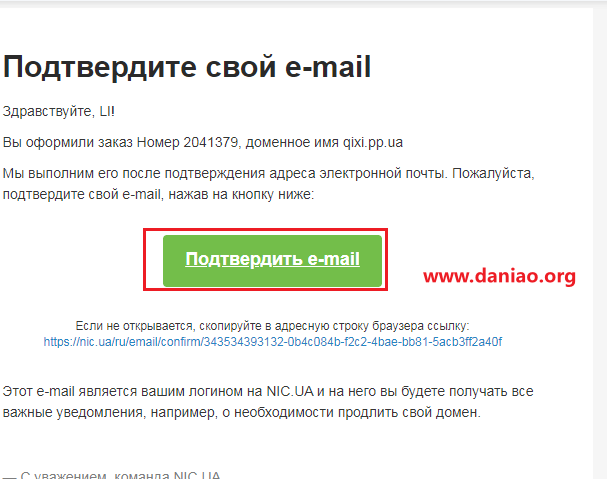 Подтвердите свой e-mail
Здравствуйте, LI!
Вы оформили заказ Номер 2041379, доменное имя qixi.pp.ua
Мы выполним его после подтверждения адреса электронной почты. Пожалуйста,
подтвердите свой e-mail, нажав на кнопку ниже:
Подтвердить e-mail
www.daniao.org
Если не открывается, скопируйте в адресную строку браузера ссылку:
https://nic.ua/ru/email/confirm/343534393132-0b4c084b-f2c2-4bae-bb81-5acb3ff2a40f
Этот e-mail является вашим логином на NIC.UA и на него вы будете получать все
важные уведомления, например, о необходимости продлить свой домен.
— С уважением, команда NIC.UA